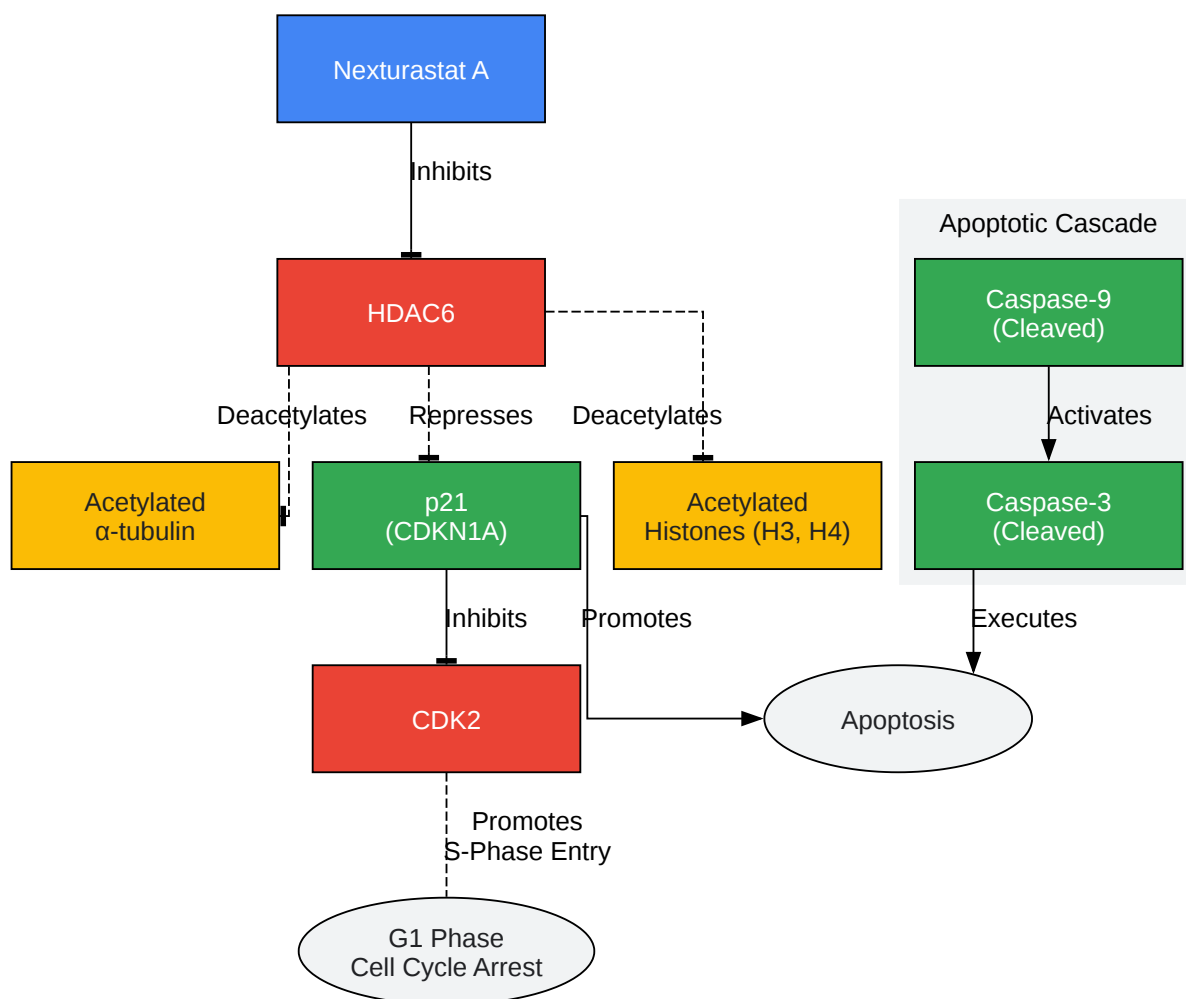 Nexturastat A
Inhibits
Apoptotic Cascade
HDAC6
Caspase-9
(Cleaved)
Deacetylates
Represses
Deacetylates
Activates
Acetylated
α-tubulin
p21
(CDKN1A)
Acetylated
Histones (H3, H4)
Caspase-3
(Cleaved)
Inhibits
Promotes
Executes
CDK2
Apoptosis
Promotes
S-Phase Entry
G1 Phase
Cell Cycle Arrest